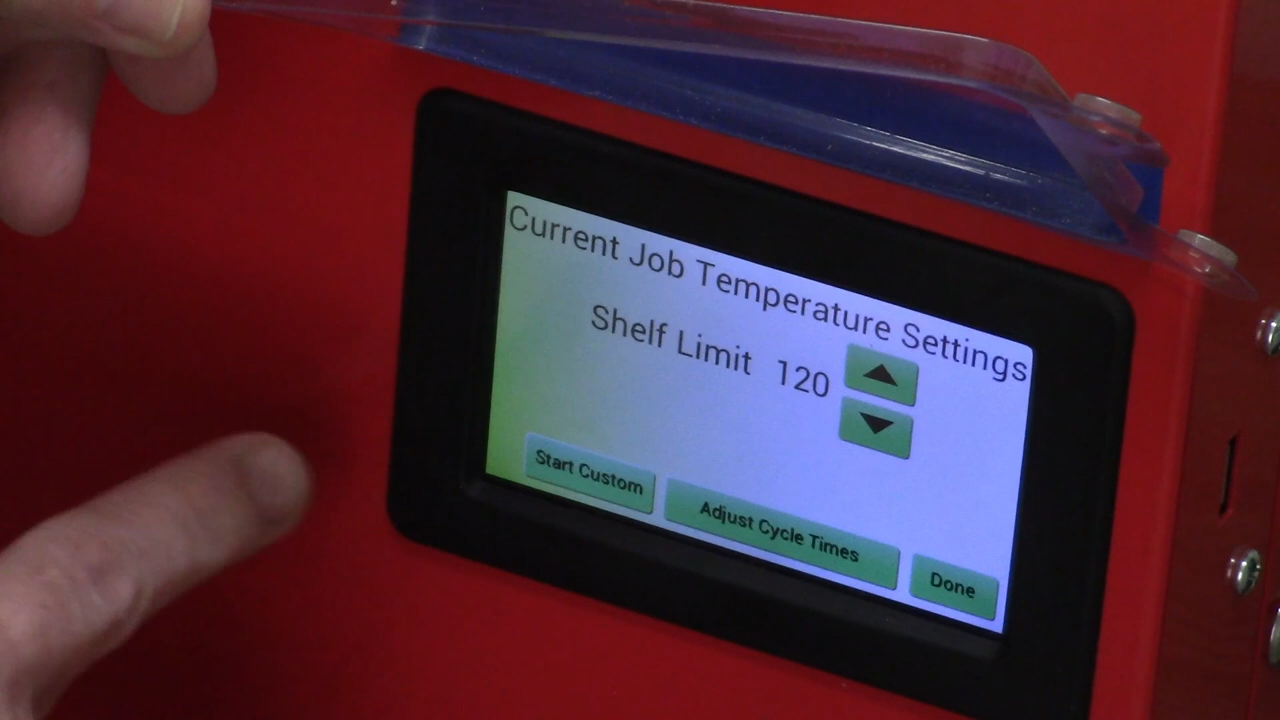 Current Job Temperature Settings
Shelf Limit 120
Start Custom
Adjust Cycle Times
Done